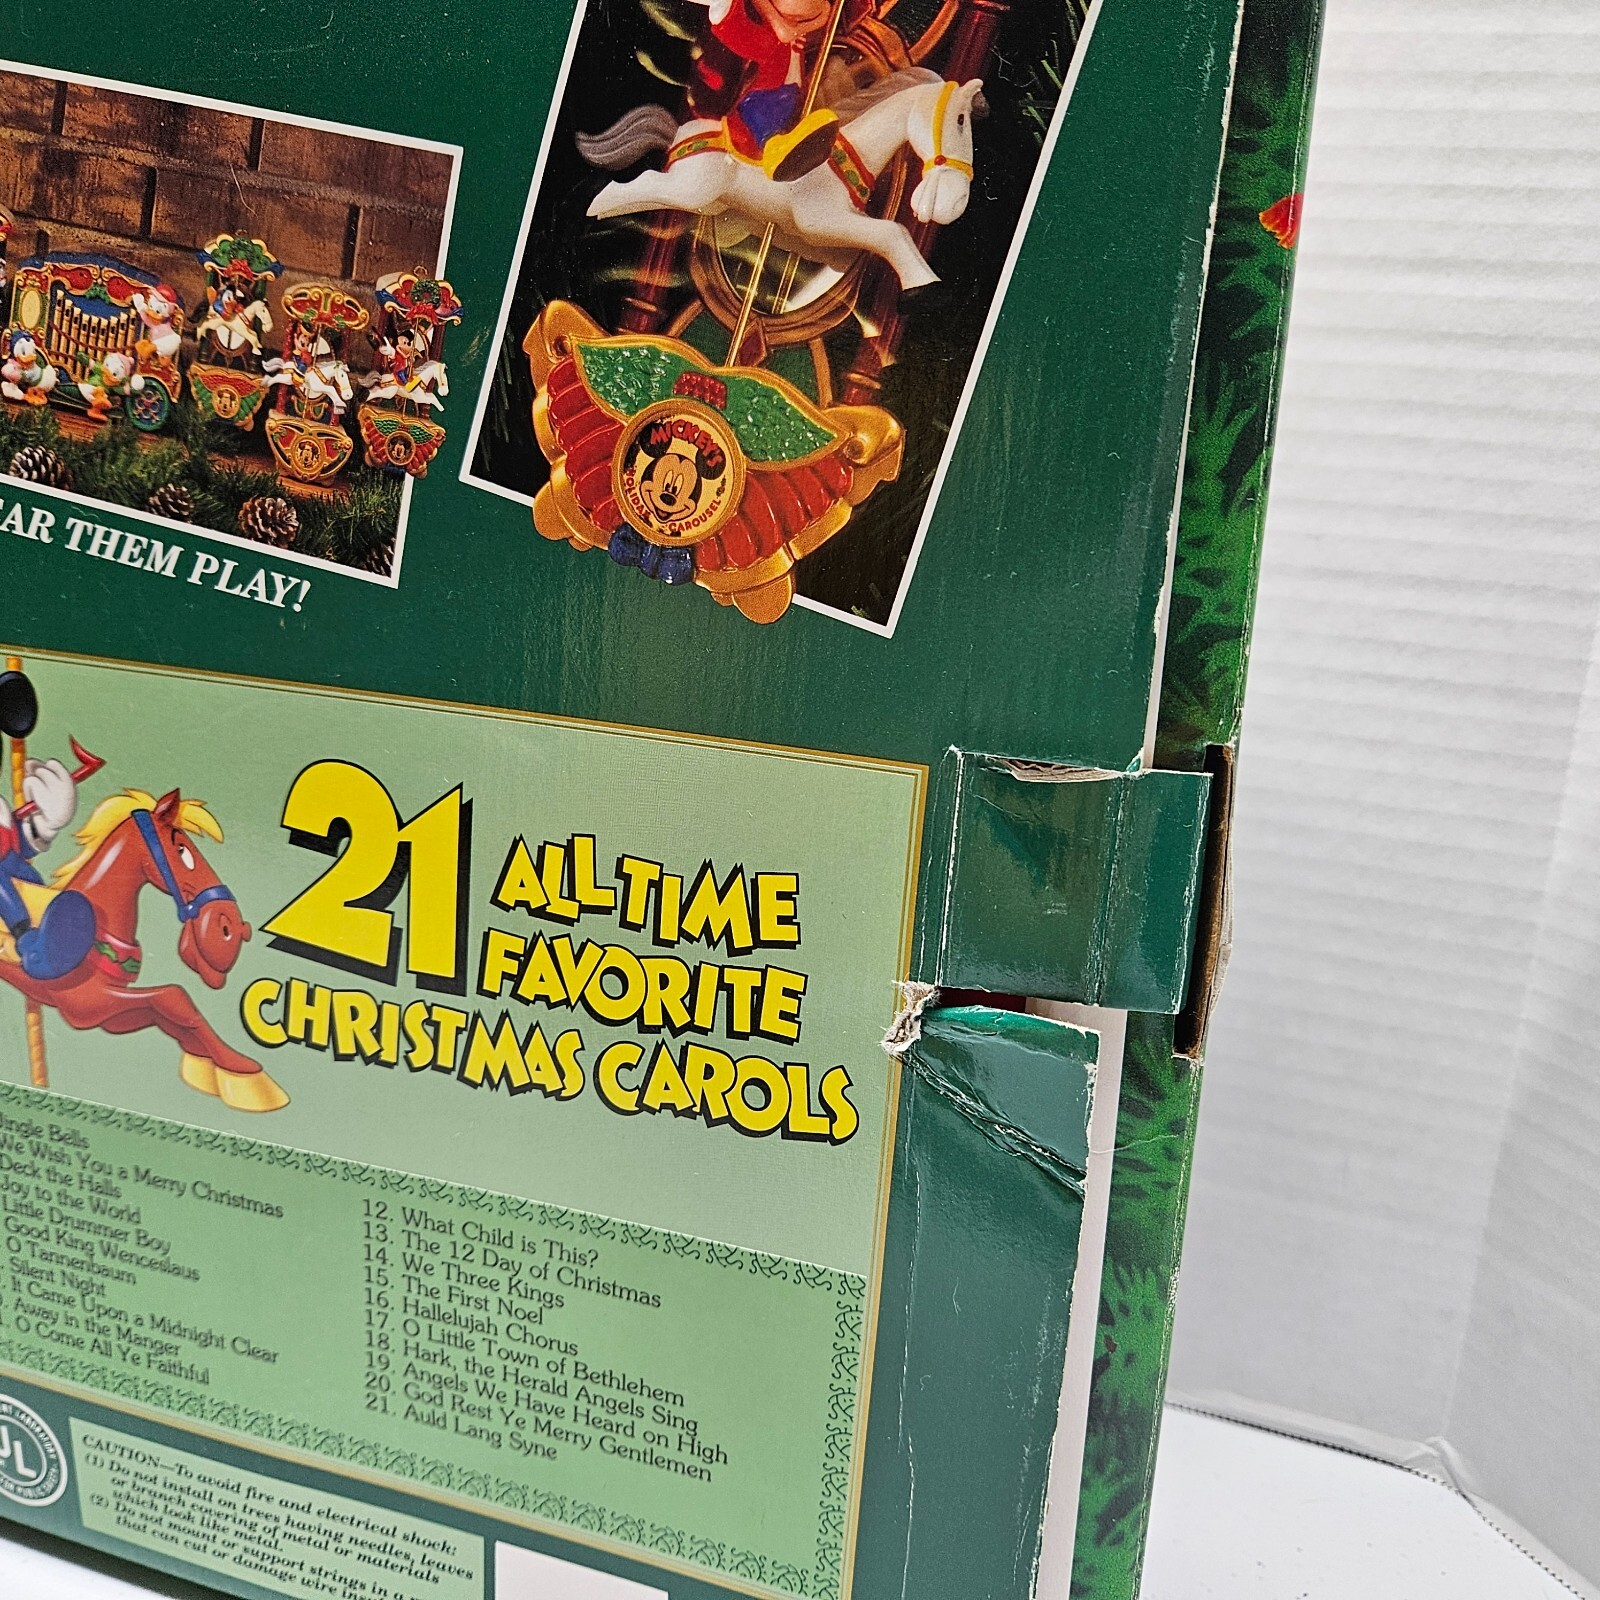 MICKEY'S
HOLIDAY
CAROUSEL
THEM PLAY!
21 ALL TIME
FAVORITE
CHRISTMAS CAROLS
Jingle Bells
We Wish You a Merry Christmas
Deck the Halls
Joy to the World
Little Drummer Boy
Good King Wenceslaus
O Tannenbaum
Silent Night
It Came Upon a Midnight Clear
Away in the Manger
O Come All Ye Faithful
12. What Child is This?
13. The 12 Day of Christmas
14. We Three Kings
15. The First Noel
16. Hallelujah Chorus
17. O Little Town of Bethlehem
18. Hark, the Herald Angels Sing
19. Angels We Have Heard on High
20. God Rest Ye Merry Gentlemen
21. Auld Lang Syne
CAUTION—To avoid fire and electrical shock:
(1) Do not install on trees having needles, leaves
or branch covering of metal or materials
which look like metal.
(2) Do not mount or support strings in a
that can cut or damage wire